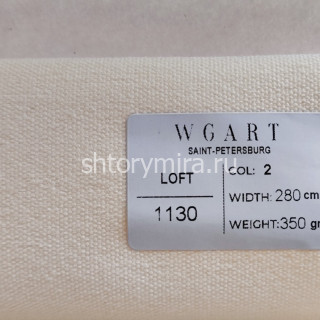 WGART
SAINT-PETERSBURG
LOFT
1130
COL: 2
WIDTH: 280 cm
WEIGHT: 350 gr
shtorymira.ru